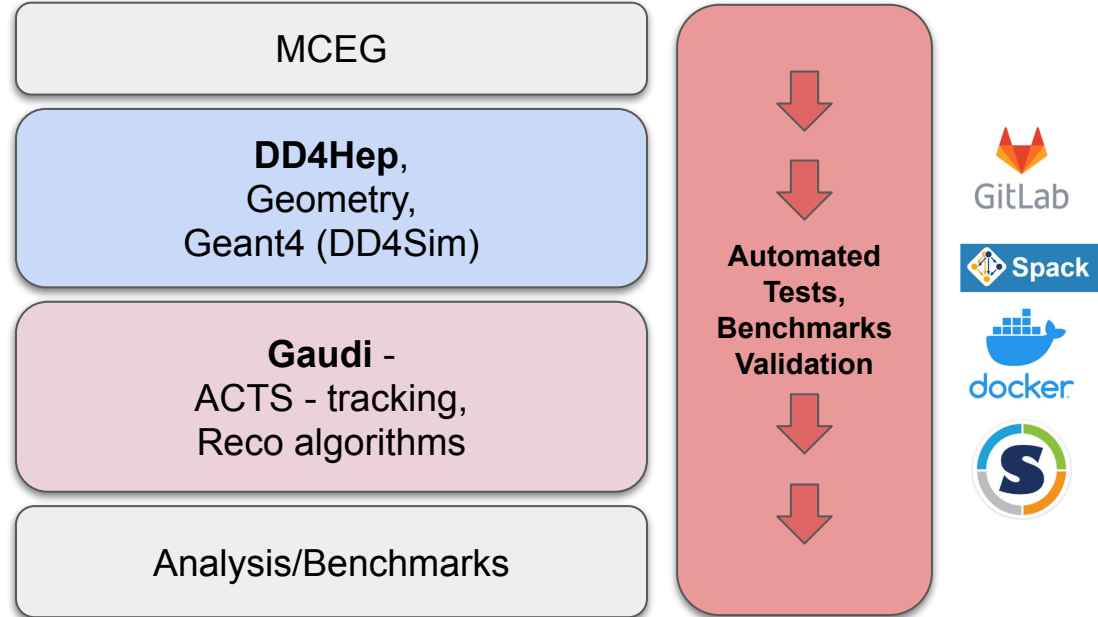 MCEG
DD4Hep,
Geometry,
Geant4 (DD4Sim)
Gaudi -
ACTS - tracking,
Reco algorithms
Analysis/Benchmarks
Automated
Tests,
Benchmarks
Validation
GitLab
Spack
docker
S